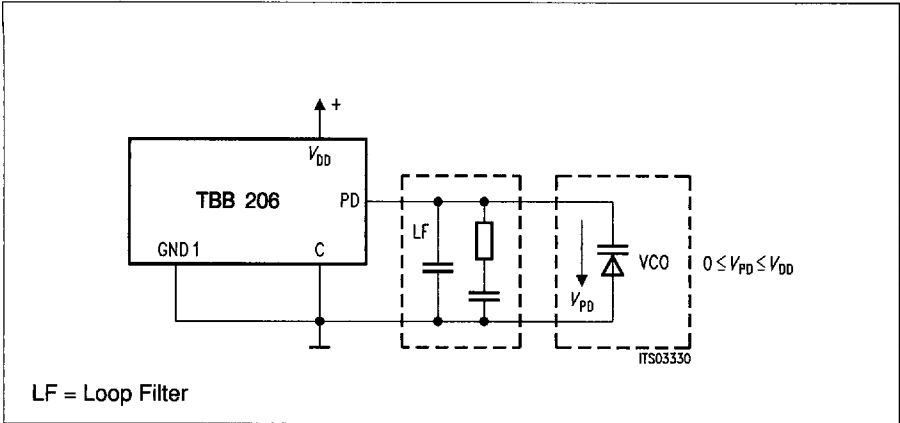 +
V_DD
TBB 206
PD
GND 1
C
LF
V_PD
VCO
0 ≤ V_PD ≤ V_DD
ITS03330
LF = Loop Filter